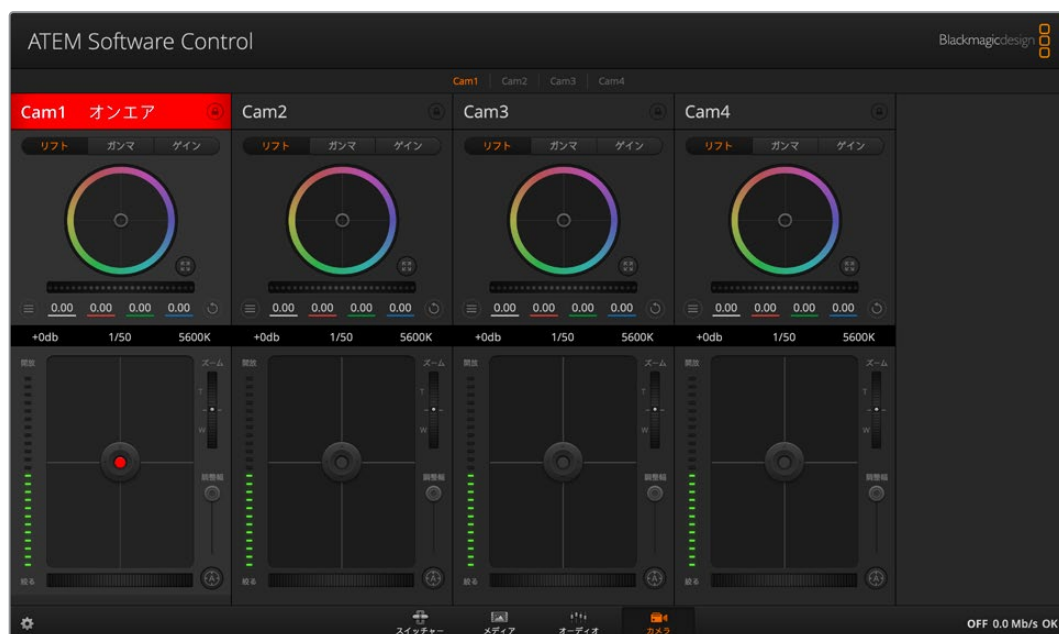 ATEM Software Control
Blackmagicdesign
Cam1 Cam2 Cam3 Cam4
Cam1 オンエア Cam2 Cam3 Cam4
リフト ガンマ ゲイン リフト ガンマ ゲイン リフト ガンマ ゲイン リフト ガンマ ゲイン
0.00 0.00 0.00 0.00 0.00 0.00 0.00 0.00 0.00 0.00 0.00 0.00 0.00 0.00 0.00 0.00
+0db 1/50 5600K +0db 1/50 5600K +0db 1/50 5600K +0db 1/50 5600K
開放 ズーム 開放 ズーム 開放 ズーム 開放 ズーム
T T T T
W W W W
調整幅 調整幅 調整幅 調整幅
絞る A 絞る A 絞る A 絞る A
スイッチャー メディア オーディオ カメラ
OFF 0.0 Mb/s OK